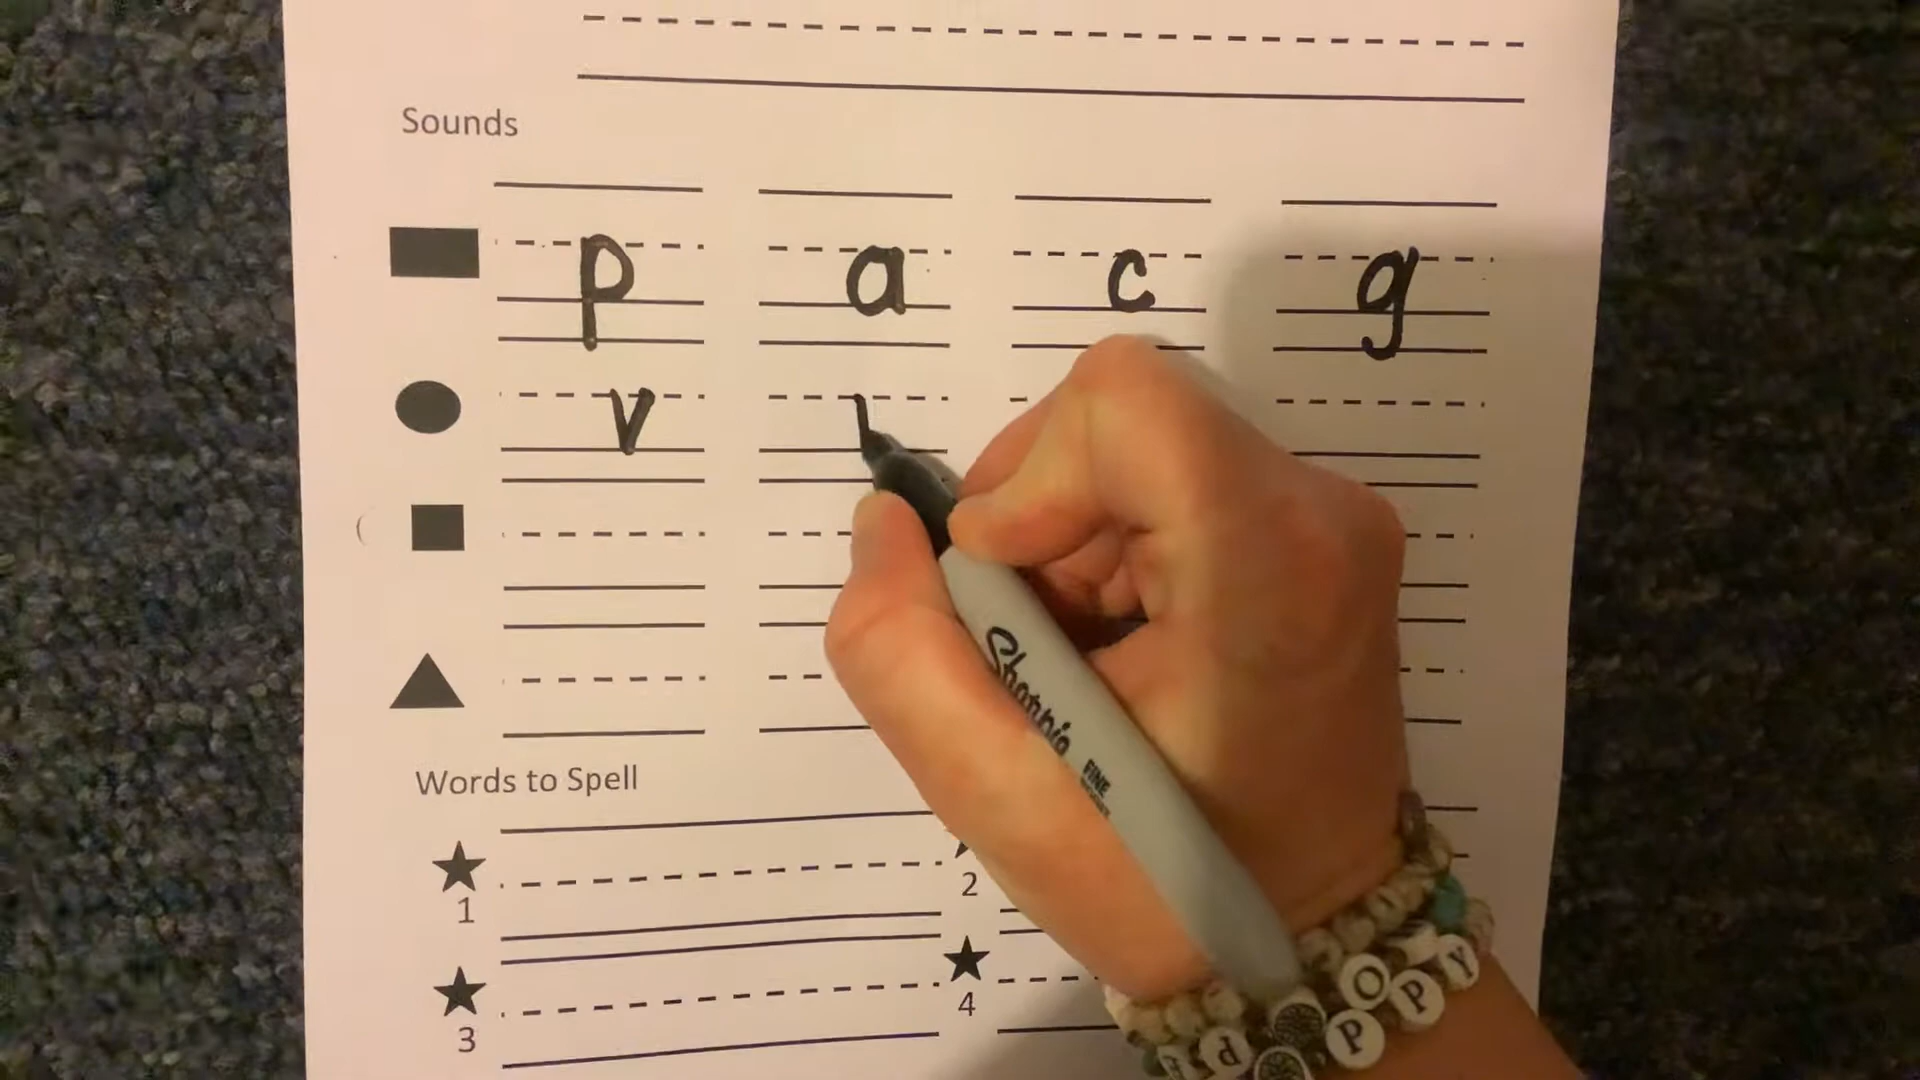 Sounds
p a c g
v
Words to Spell
1
2
3
4
Sharpie
FINE
POPPY